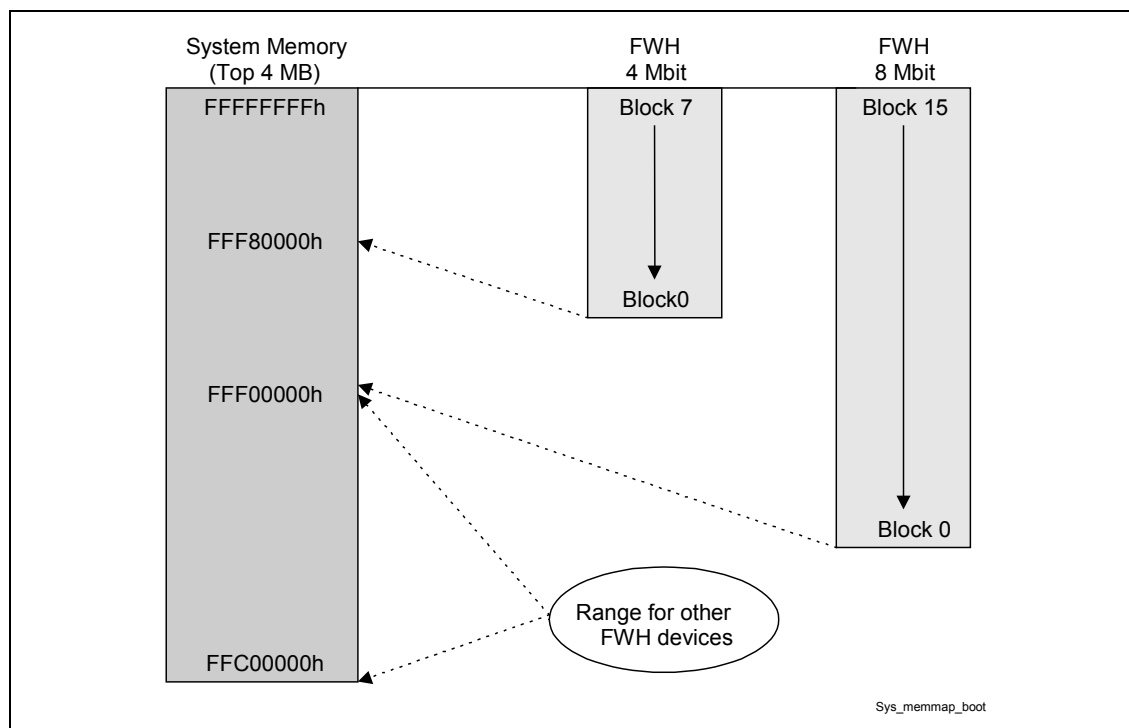 System Memory
(Top 4 MB)
FWH
4 Mbit
FWH
8 Mbit
FFFFFFFFh
Block 7
Block 15
FFF80000h
Block0
FFF00000h
Block 0
Range for other
FWH devices
FFC00000h
Sys_memmap_boot